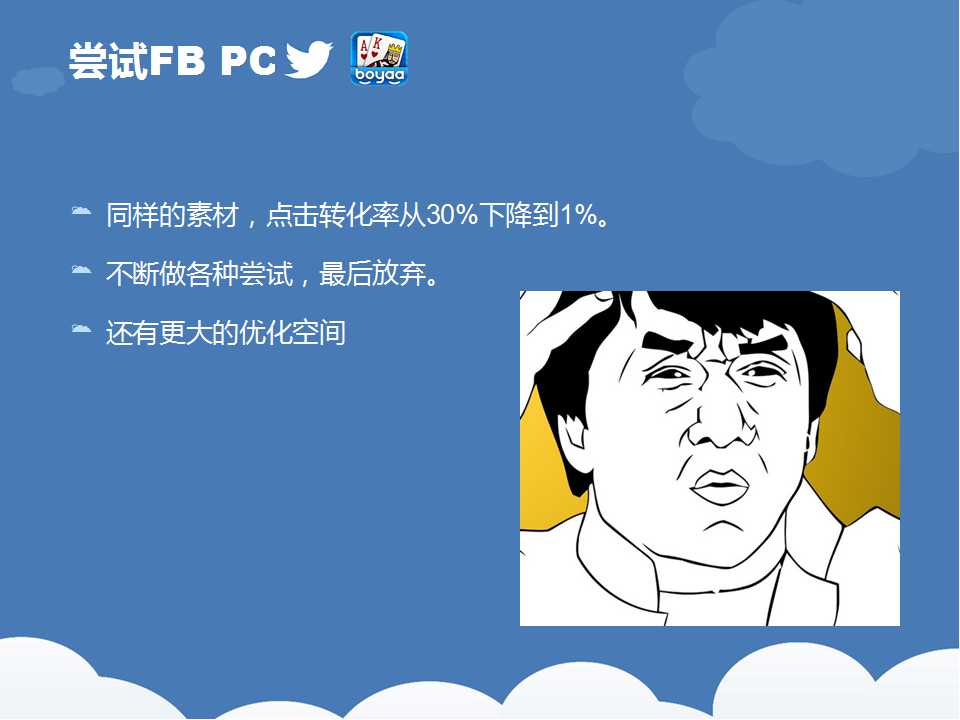 尝试FB PC
A K
boyaa
同样的素材，点击转化率从30%下降到1%。
不断做各种尝试，最后放弃。
还有更大的优化空间